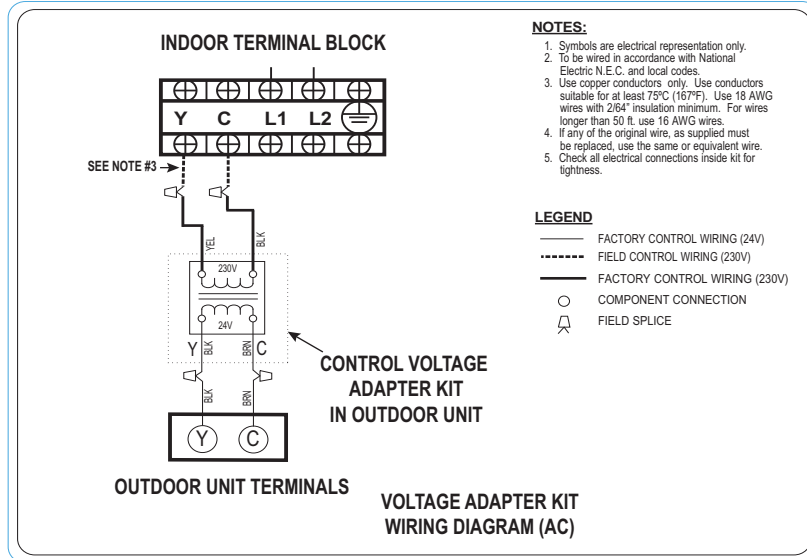 INDOOR TERMINAL BLOCK
Y C L1 L2
SEE NOTE #3
YEL
BLK
230V
24V
Y BLK BRN C
BLK BRN
Y C
OUTDOOR UNIT TERMINALS
CONTROL VOLTAGE
ADAPTER KIT
IN OUTDOOR UNIT
VOLTAGE ADAPTER KIT
WIRING DIAGRAM (AC)
NOTES:
1. Symbols are electrical representation only.
2. To be wired in accordance with National
Electric N.E.C. and local codes.
3. Use copper conductors only. Use conductors
suitable for at least 75ºC (167ºF). Use 18 AWG
wires with 2/64” insulation minimum. For wires
longer than 50 ft. use 16 AWG wires.
4. If any of the original wire, as supplied must
be replaced, use the same or equivalent wire.
5. Check all electrical connections inside kit for
tightness.
LEGEND
FACTORY CONTROL WIRING (24V)
FIELD CONTROL WIRING (230V)
FACTORY CONTROL WIRING (230V)
COMPONENT CONNECTION
FIELD SPLICE